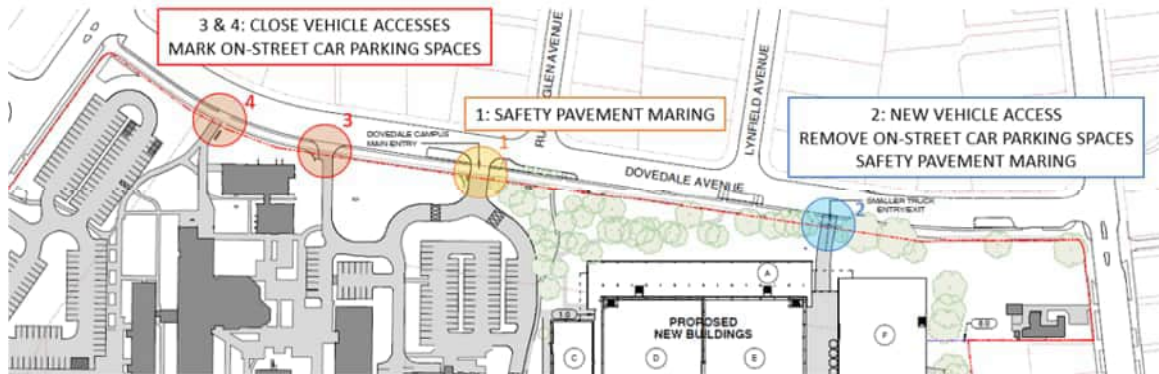 3 & 4: CLOSE VEHICLE ACCESSES
MARK ON-STREET CAR PARKING SPACES
1: SAFETY PAVEMENT MARING
2: NEW VEHICLE ACCESS
REMOVE ON-STREET CAR PARKING SPACES
SAFETY PAVEMENT MARING
GLEN AVENUE
LYNFIELD AVENUE
4
3
DOVEDALE CAMPUS
MAIN ENTRY
1
DOVEDALE AVENUE
2
SMALLER TRUCK
ENTRY/EXIT
A
PROPOSED
NEW BUILDINGS
C
D
E
F